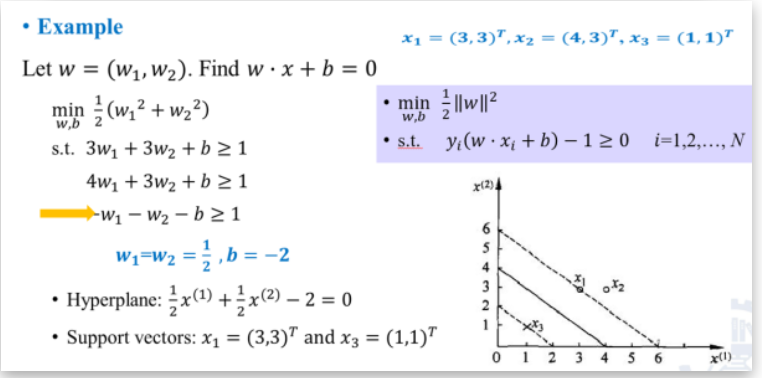 • Example
x₁ = (3, 3)ᵀ, x₂ = (4, 3)ᵀ, x₃ = (1, 1)ᵀ
Let w = (w₁, w₂). Find w · x + b = 0
min w,b ½(w₁² + w₂²)
s.t. 3w₁ + 3w₂ + b ≥ 1
4w₁ + 3w₂ + b ≥ 1
-w₁ − w₂ − b ≥ 1
w₁=w₂ = ½ , b = −2
• Hyperplane: ½x⁽¹⁾ + ½x⁽²⁾ − 2 = 0
• Support vectors: x₁ = (3,3)ᵀ and x₃ = (1,1)ᵀ
• min w,b ½‖w‖²
• s.t. yᵢ(w · xᵢ + b) − 1 ≥ 0 i=1,2,…, N
x⁽²⁾
6
5
4
3
2
1
x₁
x₂
x₃
0 1 2 3 4 5 6 x⁽¹⁾